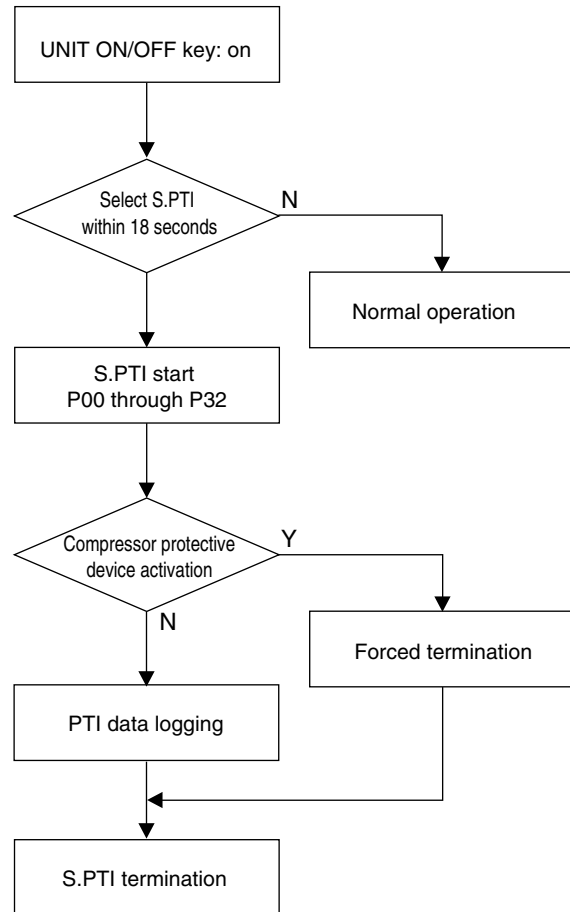 UNIT ON/OFF key: on
Select S.PTI
within 18 seconds
N
Normal operation
S.PTI start
P00 through P32
Compressor protective
device activation
Y
N
Forced termination
PTI data logging
S.PTI termination